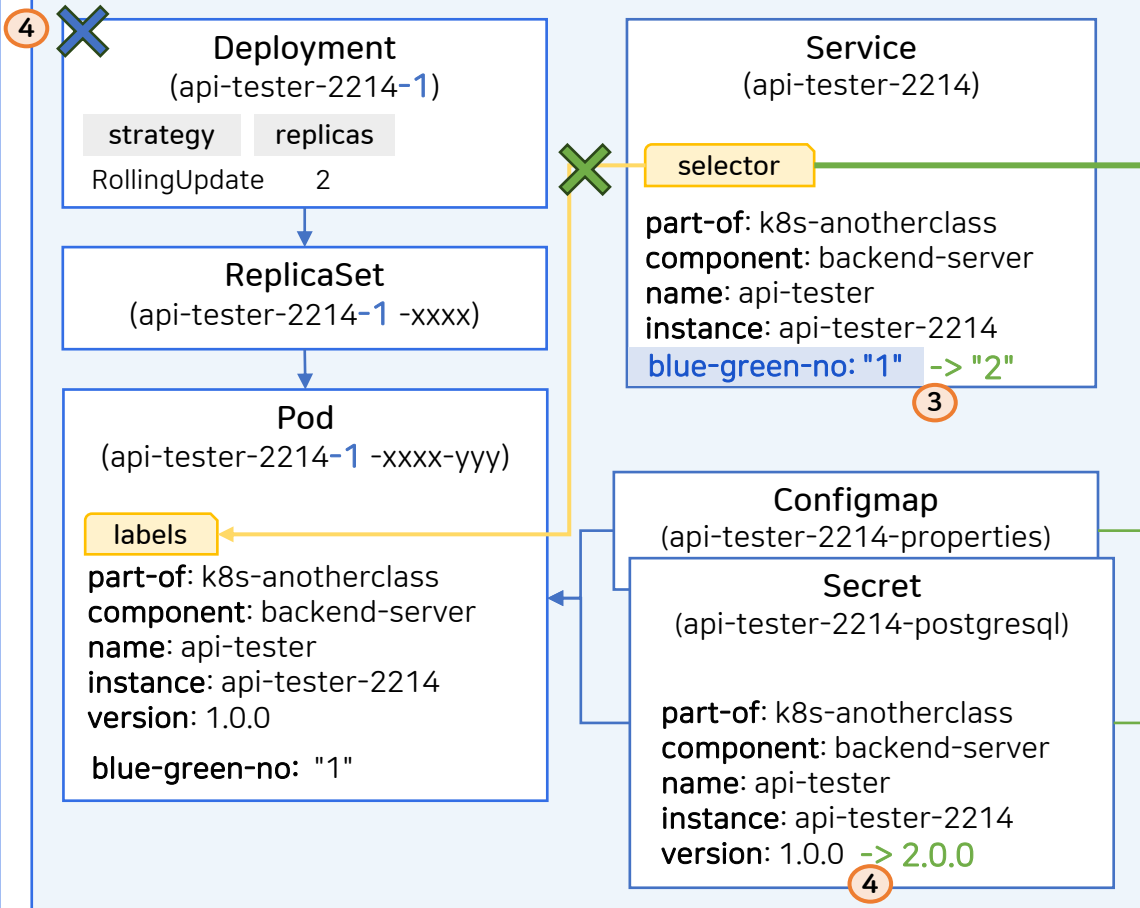 4
Deployment
(api-tester-2214-1)
strategy replicas
RollingUpdate 2
ReplicaSet
(api-tester-2214-1 -xxxx)
Pod
(api-tester-2214-1 -xxxx-yyy)
labels
part-of: k8s-anotherclass
component: backend-server
name: api-tester
instance: api-tester-2214
version: 1.0.0
blue-green-no: "1"
Service
(api-tester-2214)
selector
part-of: k8s-anotherclass
component: backend-server
name: api-tester
instance: api-tester-2214
blue-green-no: "1" -> "2"
3
Configmap
(api-tester-2214-properties)
Secret
(api-tester-2214-postgresql)
part-of: k8s-anotherclass
component: backend-server
name: api-tester
instance: api-tester-2214
version: 1.0.0 -> 2.0.0
4